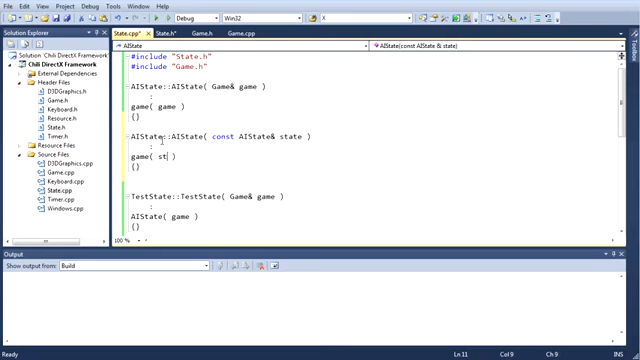 File Edit View Project Build Debug Team Data Tools Window Help
Debug Win32 X
Solution Explorer
Solution 'Chili DirectX Framework'
Chili DirectX Framework
External Dependencies
Header Files
D3DGraphics.h
Game.h
Keyboard.h
Resource.h
State.h
Timer.h
Resource Files
Source Files
D3DGraphics.cpp
Game.cpp
Keyboard.cpp
State.cpp
Timer.cpp
Windows.cpp
State.cpp* State.h* Game.h Game.cpp
AIState AIState(const AIState & state)
#include "State.h"
#include "Game.h"
AIState::AIState( Game& game )
:
game( game )
{}
AIState::AIState( const AIState& state )
:
game( st )
{}
TestState::TestState( Game& game )
:
AIState( game )
{}
100 %
Toolbox
Output
Show output from: Build
Ready Ln 11 Col 9 Ch 9 INS